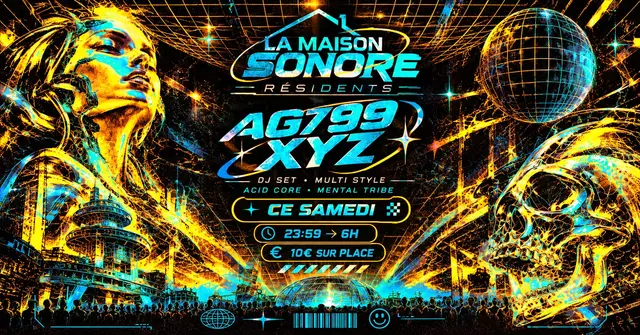 LA MAISON
SONORE
RÉSIDENTS
AG799
XYZ
DJ SET • MULTI STYLE
ACID CORE • MENTAL TRIBE
CE SAMEDI
23:59 → 6H
€ 10€ SUR PLACE